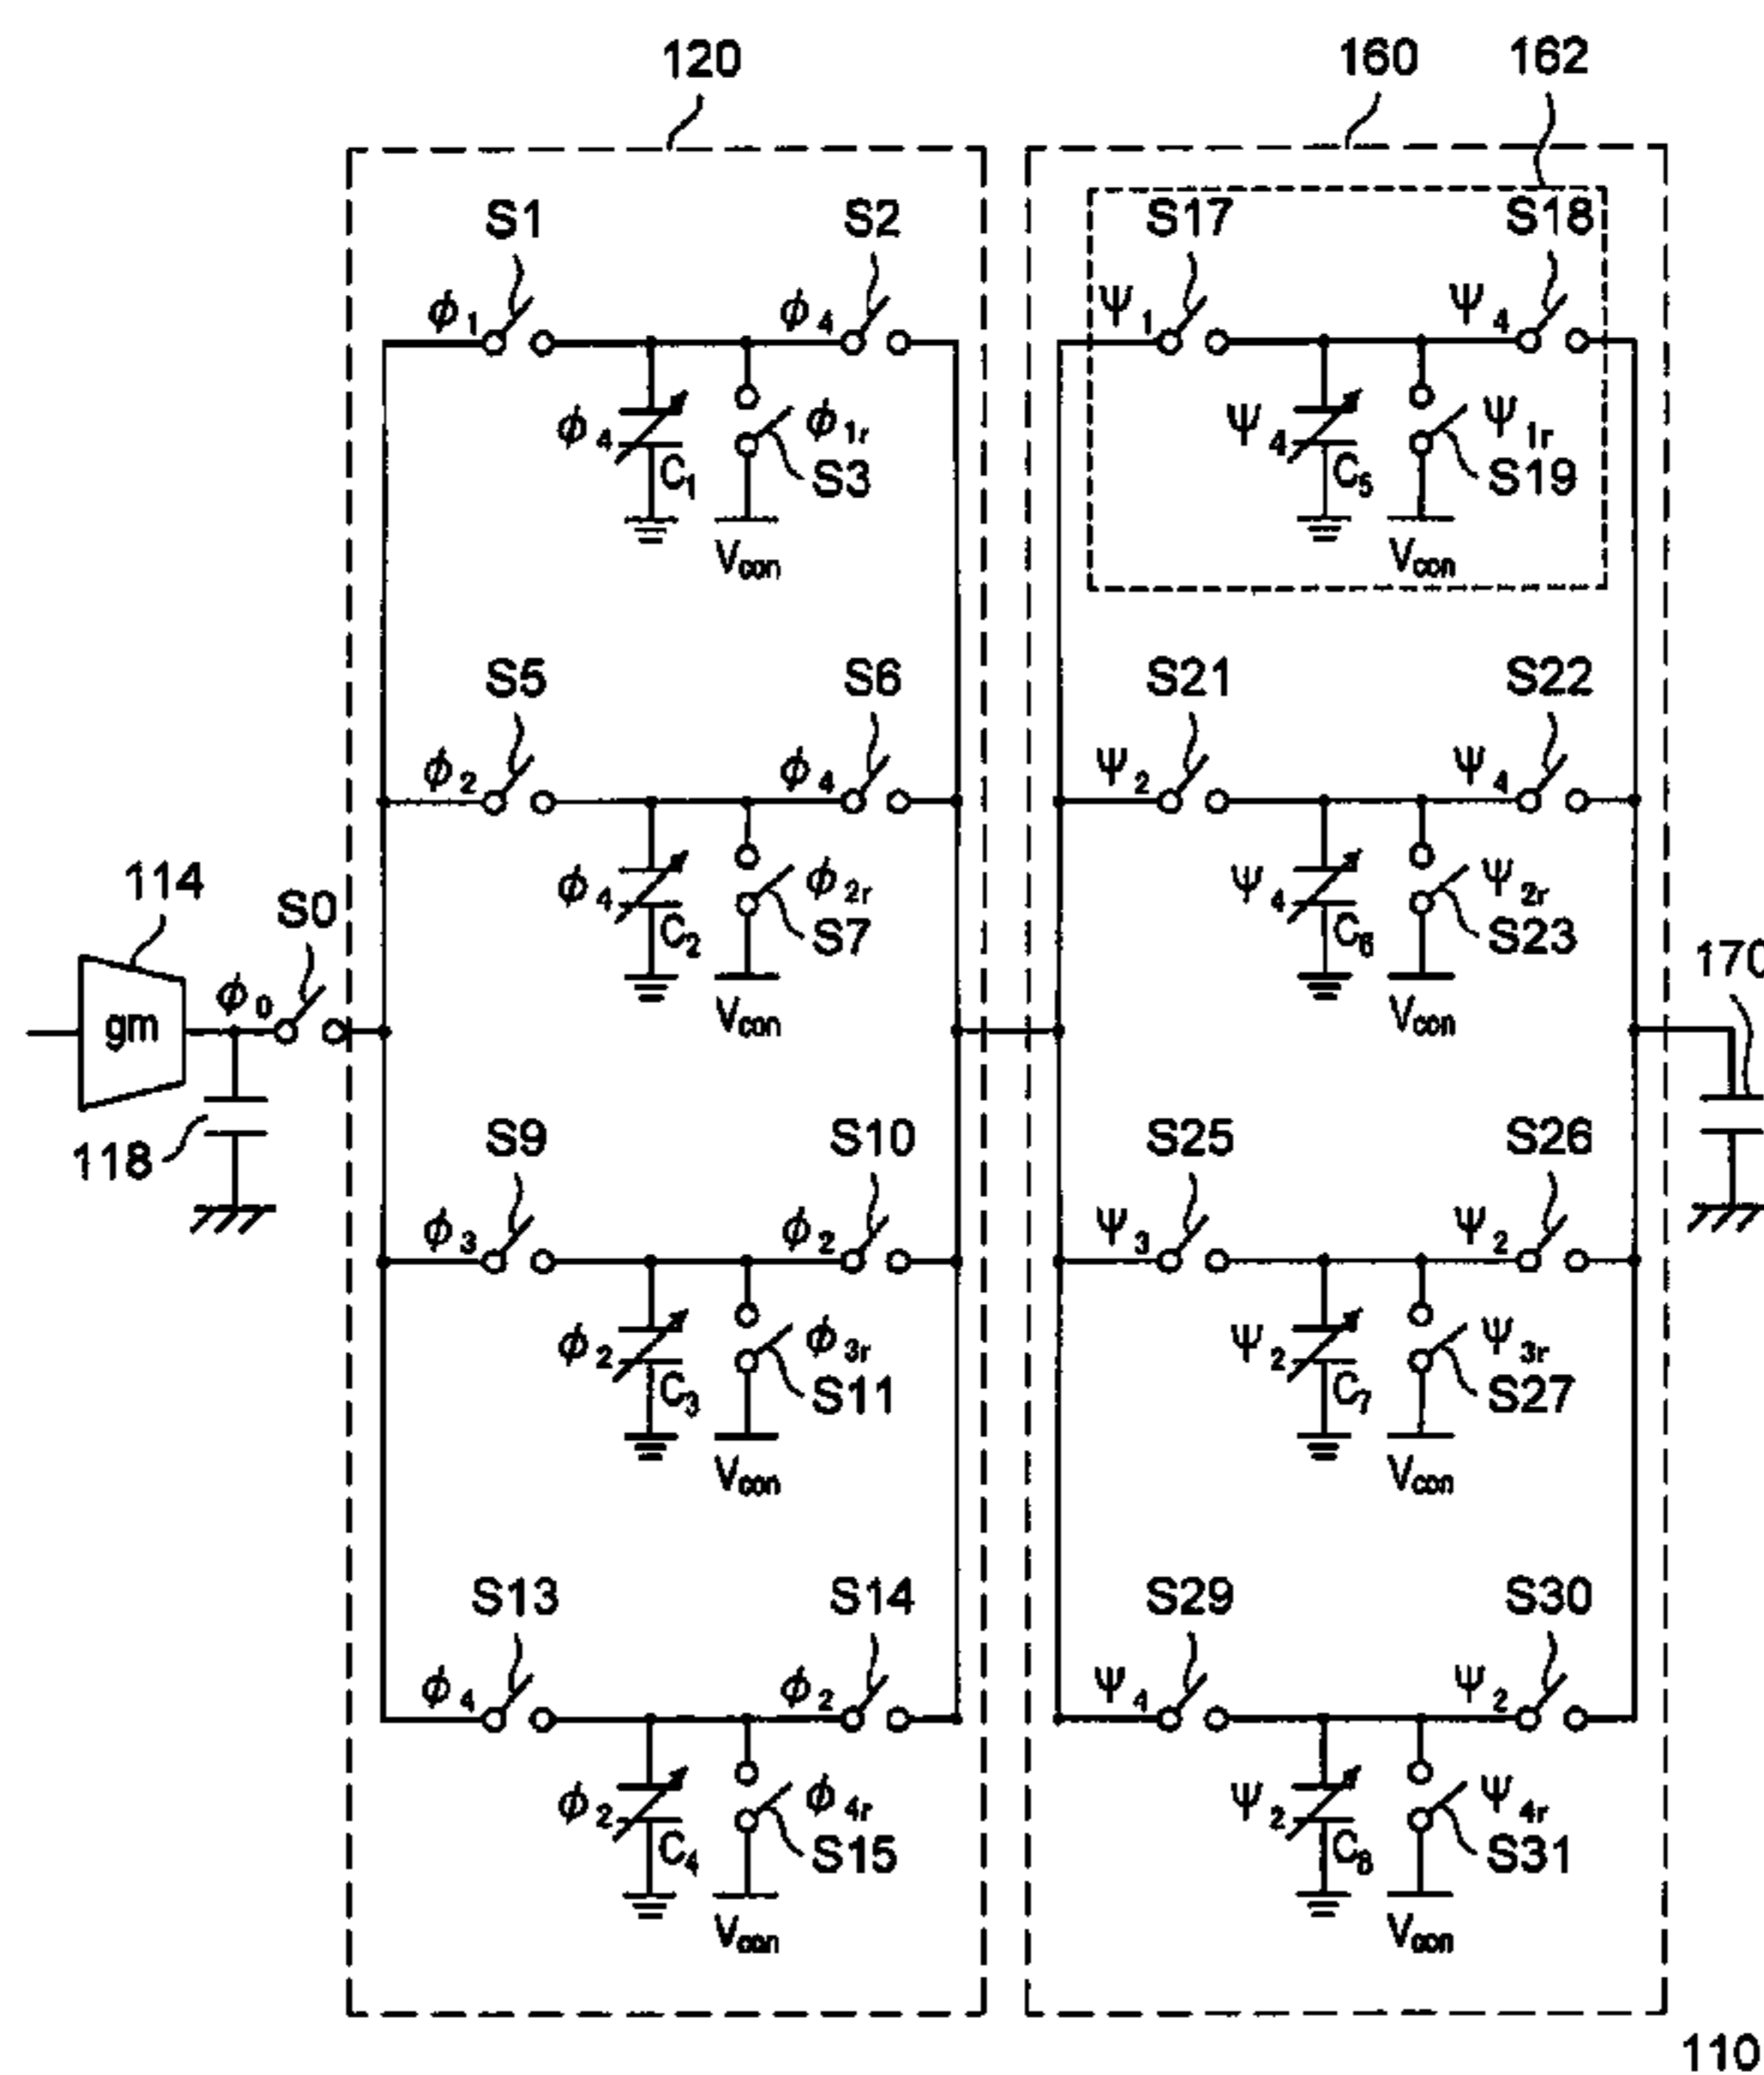 120 160 162
S1 S2 S17 S18
ϕ1 ϕ4 ψ1 ψ4
ϕ4 C1 ϕ1r S3 ψ4 C5 ψ1r S19
Vcon Vcon
S5 S6 S21 S22
ϕ2 ϕ4 ψ2 ψ4
114 S0 ϕ4 C2 ϕ2r S7 ψ4 C6 ψ2r S23 170
gm ϕ0 Vcon Vcon
118 S9 S10 S25 S26
ϕ3 ϕ2 ψ3 ψ2
ϕ2 C3 ϕ3r S11 ψ2 C7 ψ3r S27
Vcon Vcon
S13 S14 S29 S30
ϕ4 ϕ2 ψ4 ψ2
ϕ2 C4 ϕ4r S15 ψ2 C8 ψ4r S31
Vcon Vcon
110